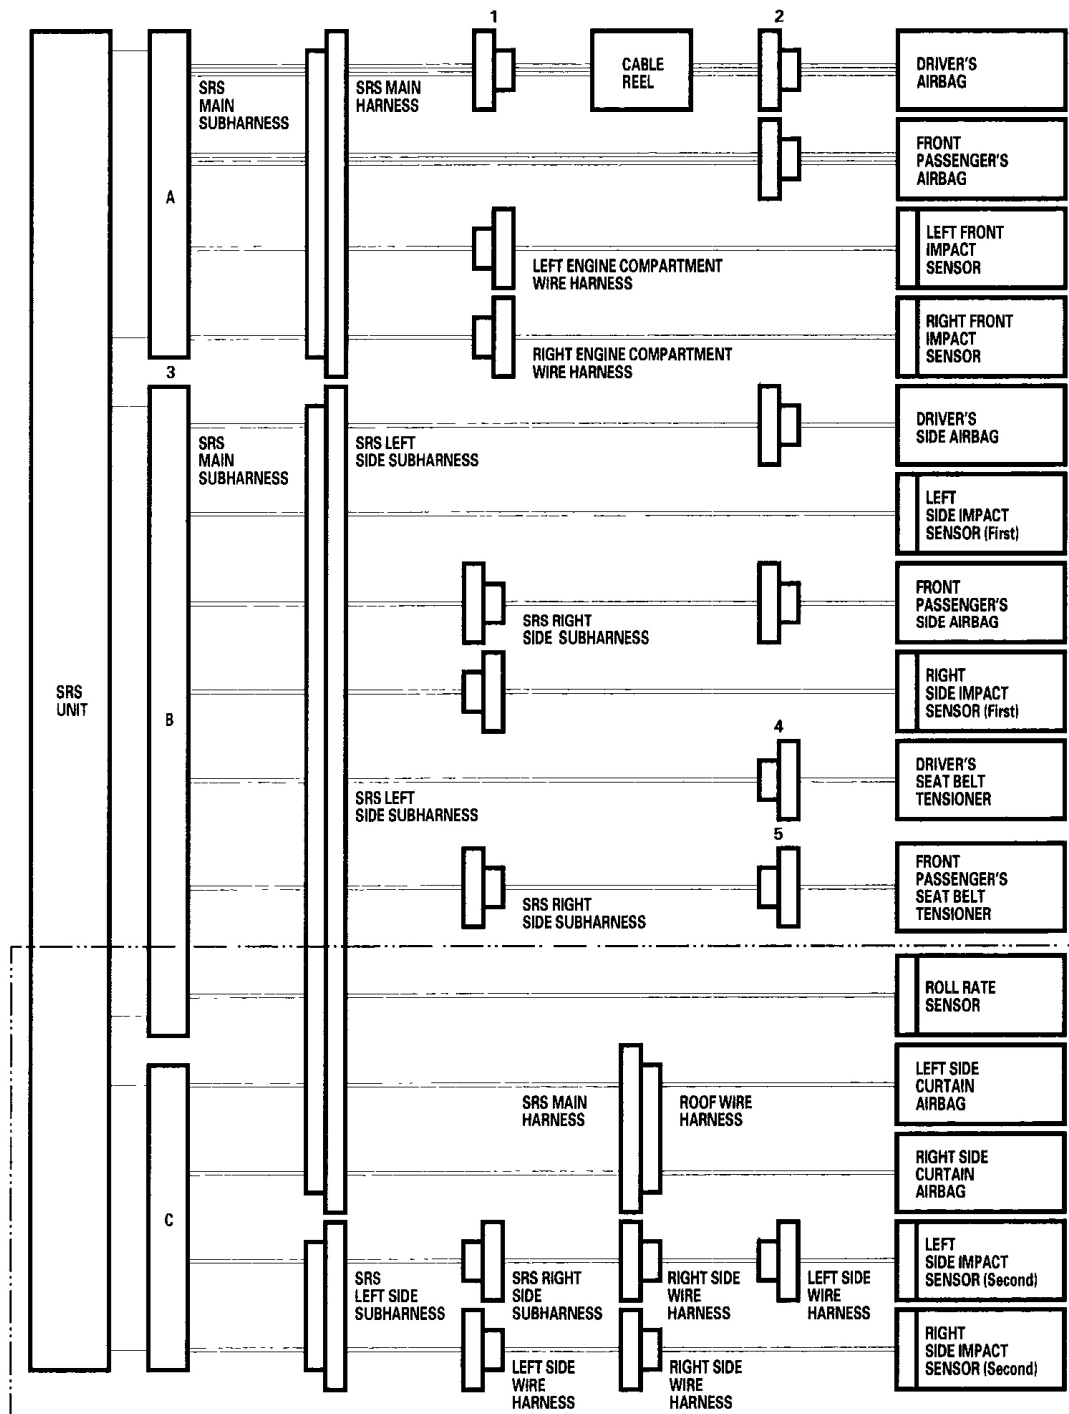 1
2
SRS
MAIN
SUBHARNESS
SRS MAIN
HARNESS
CABLE
REEL
DRIVER'S
AIRBAG
FRONT
PASSENGER'S
AIRBAG
A
LEFT ENGINE COMPARTMENT
WIRE HARNESS
LEFT FRONT
IMPACT
SENSOR
RIGHT ENGINE COMPARTMENT
WIRE HARNESS
RIGHT FRONT
IMPACT
SENSOR
3
SRS
MAIN
SUBHARNESS
SRS LEFT
SIDE SUBHARNESS
DRIVER'S
SIDE AIRBAG
LEFT
SIDE IMPACT
SENSOR (First)
SRS RIGHT
SIDE SUBHARNESS
FRONT
PASSENGER'S
SIDE AIRBAG
SRS
UNIT
B
RIGHT
SIDE IMPACT
SENSOR (First)
4
SRS LEFT
SIDE SUBHARNESS
DRIVER'S
SEAT BELT
TENSIONER
5
SRS RIGHT
SIDE SUBHARNESS
FRONT
PASSENGER'S
SEAT BELT
TENSIONER
ROLL RATE
SENSOR
SRS MAIN
HARNESS
ROOF WIRE
HARNESS
LEFT SIDE
CURTAIN
AIRBAG
RIGHT SIDE
CURTAIN
AIRBAG
C
SRS
LEFT SIDE
SUBHARNESS
SRS RIGHT
SIDE
SUBHARNESS
RIGHT SIDE
WIRE
HARNESS
LEFT SIDE
WIRE
HARNESS
LEFT
SIDE IMPACT
SENSOR (Second)
LEFT SIDE
WIRE
HARNESS
RIGHT SIDE
WIRE
HARNESS
RIGHT
SIDE IMPACT
SENSOR (Second)